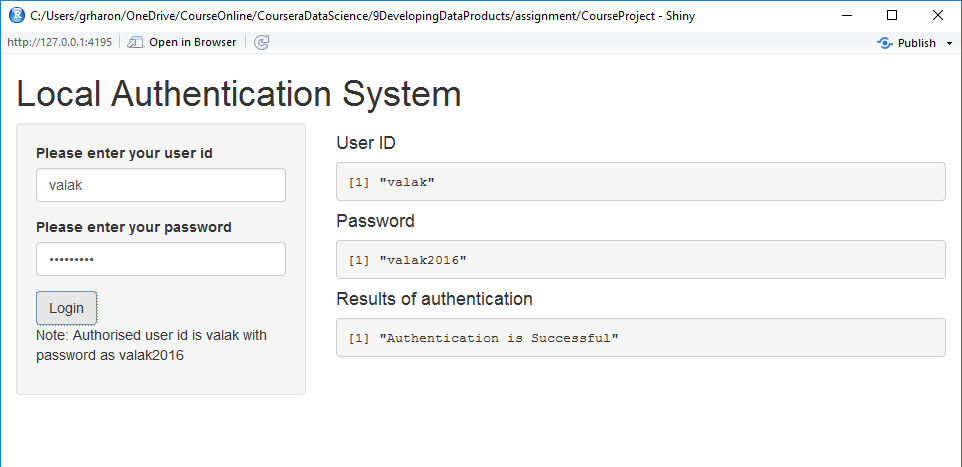 C:/Users/grharon/OneDrive/CourseOnline/CourseraDataScience/9DevelopingDataProducts/assignment/CourseProject - Shiny
http://127.0.0.1:4195 Open in Browser Publish
Local Authentication System
Please enter your user id
valak
Please enter your password
•••••••••
Login
Note: Authorised user id is valak with
password as valak2016
User ID
[1] "valak"
Password
[1] "valak2016"
Results of authentication
[1] "Authentication is Successful"